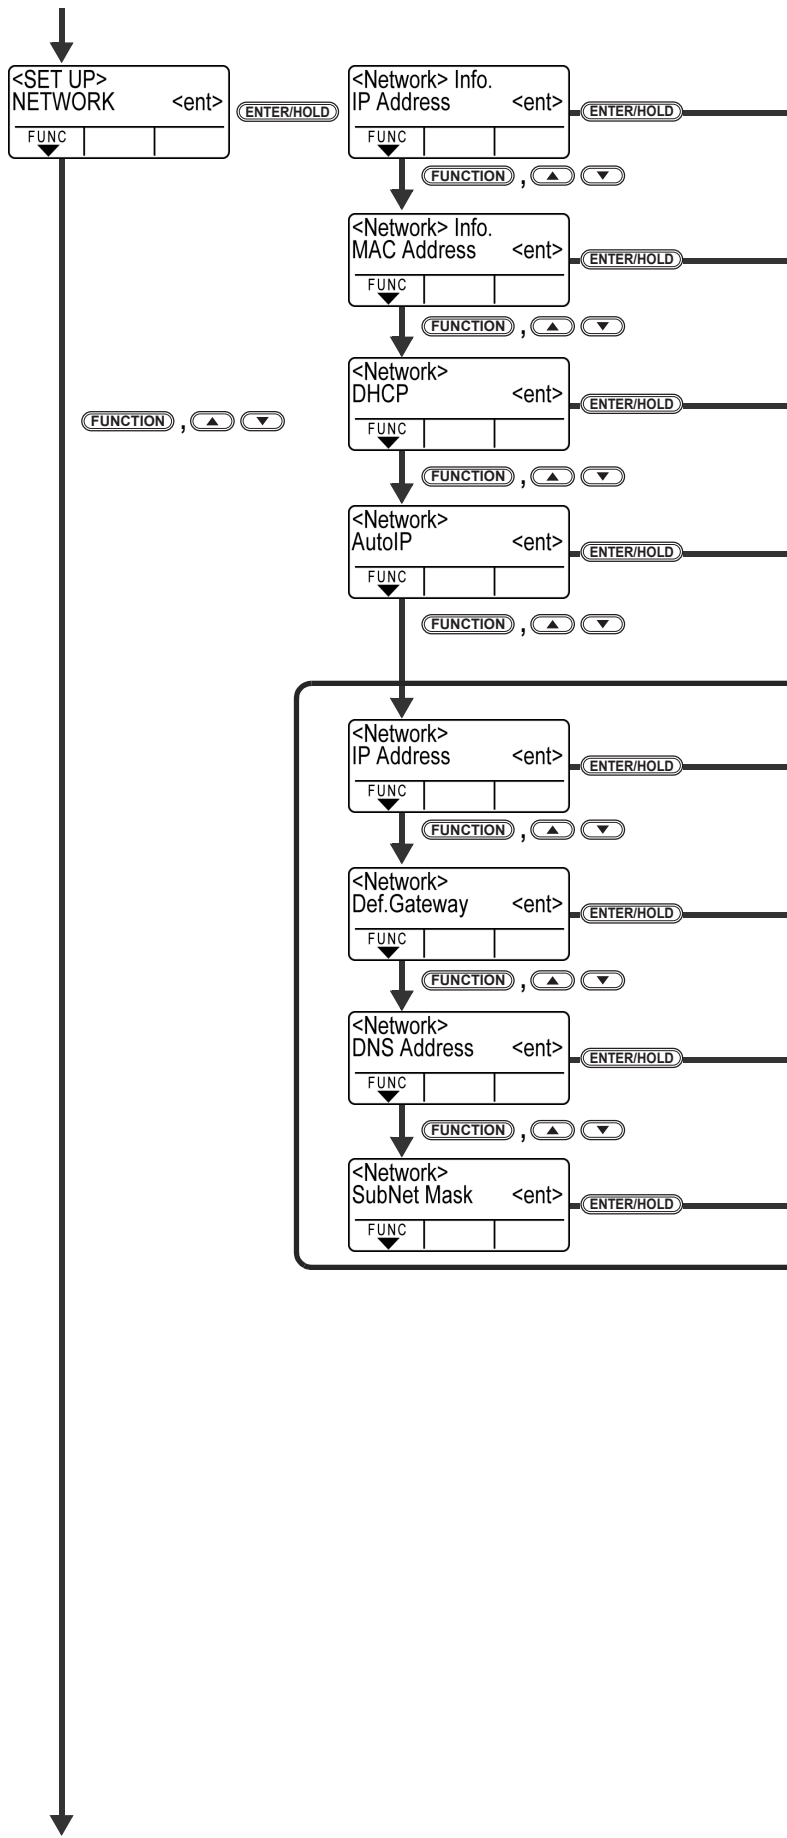 <SET UP>
NETWORK <ent>
FUNC
ENTER/HOLD
<Network> Info.
IP Address <ent>
FUNC
ENTER/HOLD
FUNCTION ,
<Network> Info.
MAC Address <ent>
FUNC
ENTER/HOLD
FUNCTION ,
<Network>
DHCP <ent>
FUNC
ENTER/HOLD
FUNCTION ,
FUNCTION ,
<Network>
AutoIP <ent>
FUNC
ENTER/HOLD
FUNCTION ,
<Network>
IP Address <ent>
FUNC
ENTER/HOLD
FUNCTION ,
<Network>
Def.Gateway <ent>
FUNC
ENTER/HOLD
FUNCTION ,
<Network>
DNS Address <ent>
FUNC
ENTER/HOLD
FUNCTION ,
<Network>
SubNet Mask <ent>
FUNC
ENTER/HOLD